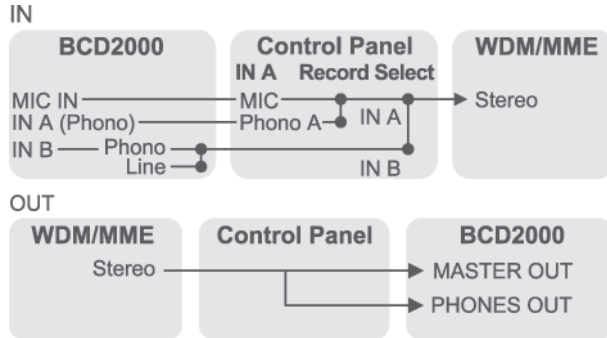 IN
BCD2000 Control Panel WDM/MME
IN A Record Select
MIC IN MIC Stereo
IN A (Phono) Phono A IN A
IN B Phono
Line IN B
OUT
WDM/MME Control Panel BCD2000
Stereo MASTER OUT
PHONES OUT